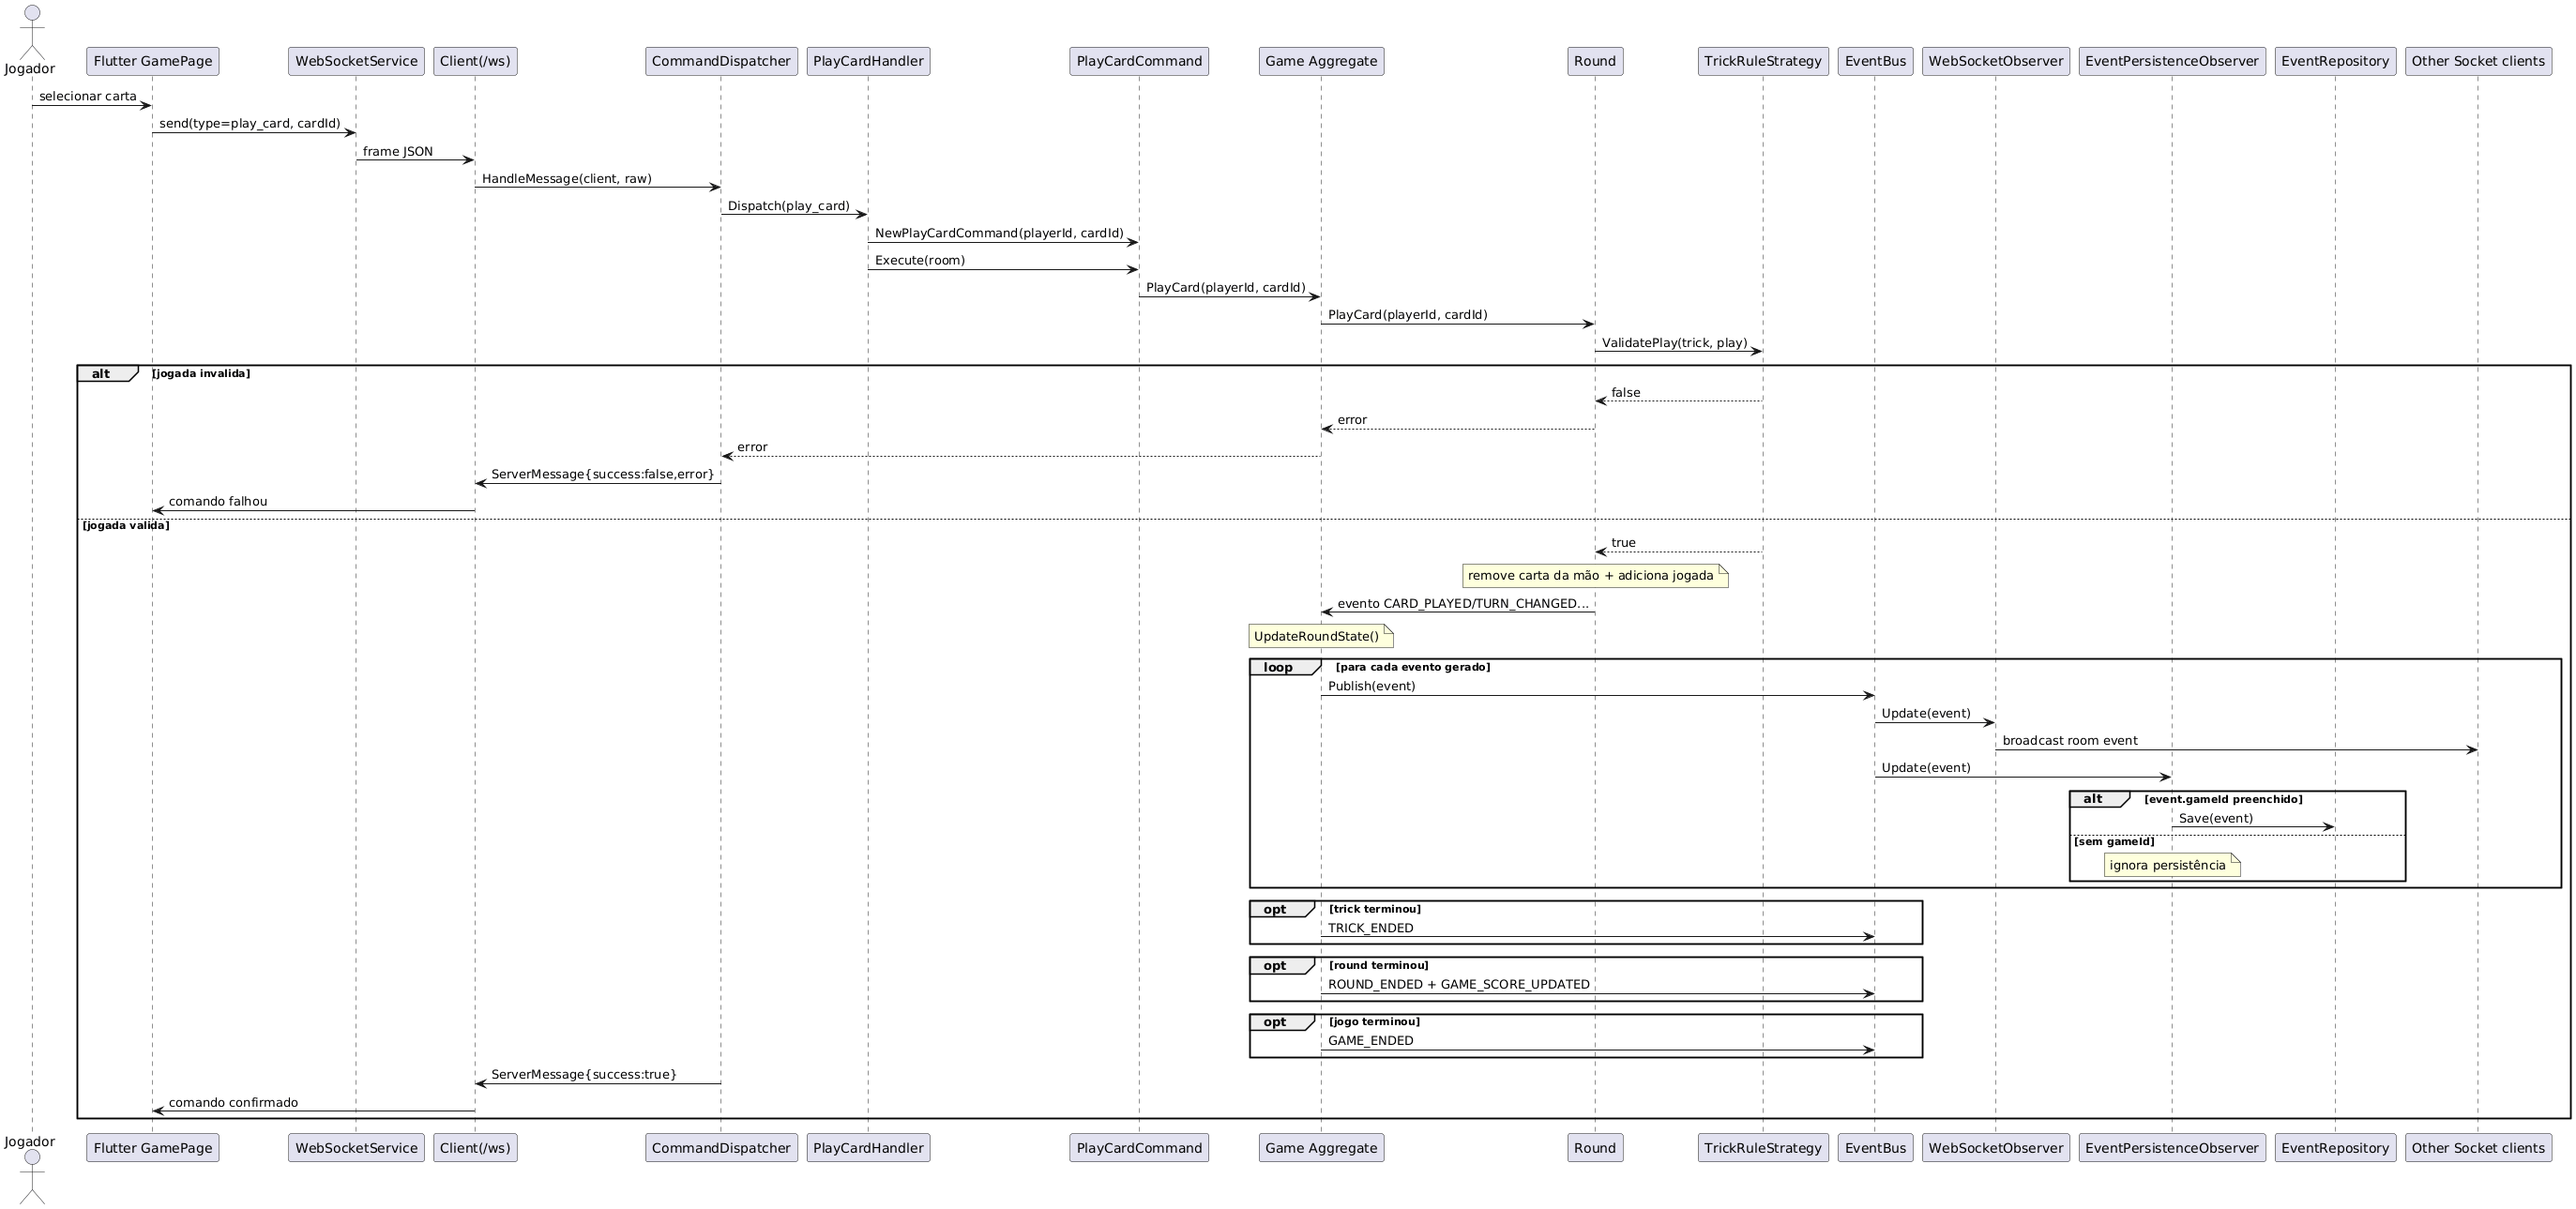 Jogador
Flutter GamePage
WebSocketService
Client(/ws)
CommandDispatcher
PlayCardHandler
PlayCardCommand
Game Aggregate
Round
TrickRuleStrategy
EventBus
WebSocketObserver
EventPersistenceObserver
EventRepository
Other Socket clients
selecionar carta
send(type=play_card, cardId)
frame JSON
HandleMessage(client, raw)
Dispatch(play_card)
NewPlayCardCommand(playerId, cardId)
Execute(room)
PlayCard(playerId, cardId)
PlayCard(playerId, cardId)
ValidatePlay(trick, play)
alt [jogada invalida]
false
error
error
ServerMessage{success:false,error}
comando falhou
[jogada valida]
true
remove carta da mão + adiciona jogada
evento CARD_PLAYED/TURN_CHANGED...
UpdateRoundState()
loop [para cada evento gerado]
Publish(event)
Update(event)
broadcast room event
Update(event)
alt [event.gameId preenchido]
Save(event)
[sem gameId]
ignora persistência
opt [trick terminou]
TRICK_ENDED
opt [round terminou]
ROUND_ENDED + GAME_SCORE_UPDATED
opt [jogo terminou]
GAME_ENDED
ServerMessage{success:true}
comando confirmado
Jogador
Flutter GamePage
WebSocketService
Client(/ws)
CommandDispatcher
PlayCardHandler
PlayCardCommand
Game Aggregate
Round
TrickRuleStrategy
EventBus
WebSocketObserver
EventPersistenceObserver
EventRepository
Other Socket clients